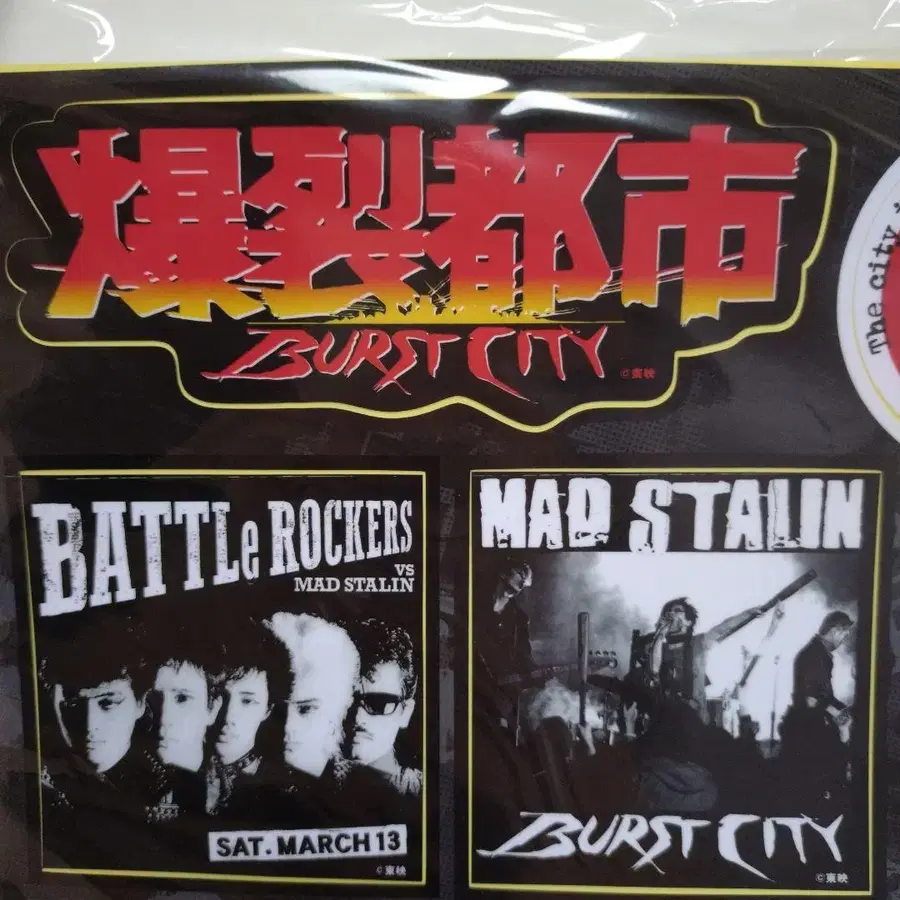 爆裂都市
BURST CITY
©東映
The city i
BATTLe ROCKERS
VS
MAD STALIN
SAT. MARCH 13
©東映
MAD STALIN
BURST CITY
©東映